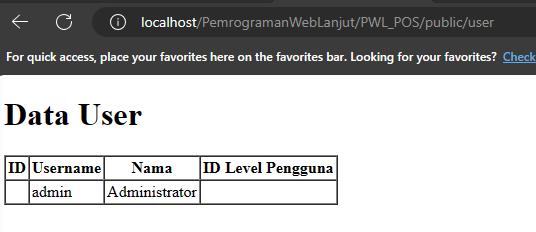 localhost/PemrogramanWebLanjut/PWL_POS/public/user
For quick access, place your favorites here on the favorites bar. Looking for your favorites? Check
Data User
ID Username Nama ID Level Pengguna
admin Administrator